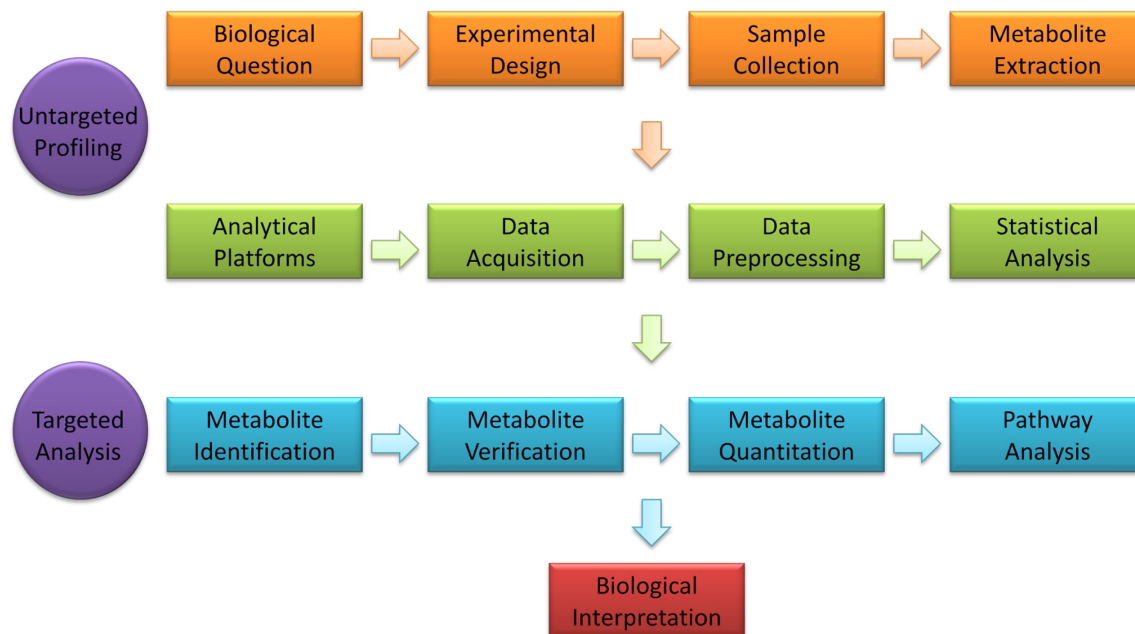 Biological
Question
Experimental
Design
Sample
Collection
Metabolite
Extraction
Untargeted
Profiling
Analytical
Platforms
Data
Acquisition
Data
Preprocessing
Statistical
Analysis
Targeted
Analysis
Metabolite
Identification
Metabolite
Verification
Metabolite
Quantitation
Pathway
Analysis
Biological
Interpretation